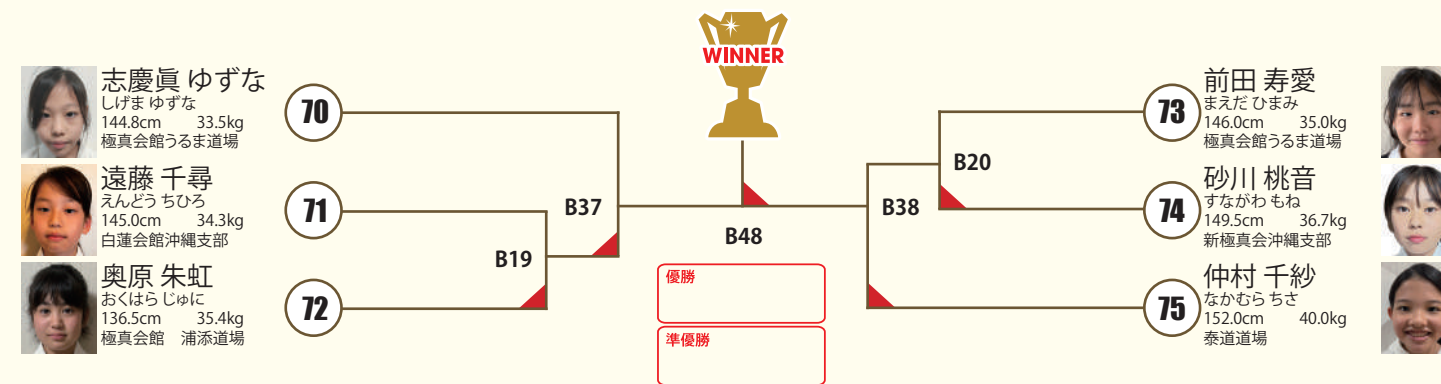 WINNER
志慶眞 ゆずな
しげま ゆずな
144.8cm 33.5kg
極真会館うるま道場
70
遠藤 千尋
えんどう ちひろ
145.0cm 34.3kg
白蓮会館沖縄支部
71
奥原 朱虹
おくはら じゅに
136.5cm 35.4kg
極真会館 浦添道場
72
B19
B37
B48
優勝
準優勝
B38
B20
73
前田 寿愛
まえだ ひまみ
146.0cm 35.0kg
極真会館うるま道場
74
砂川 桃音
すながわ もね
149.5cm 36.7kg
新極真会沖縄支部
75
仲村 千紗
なかむら ちさ
152.0cm 40.0kg
泰道道場